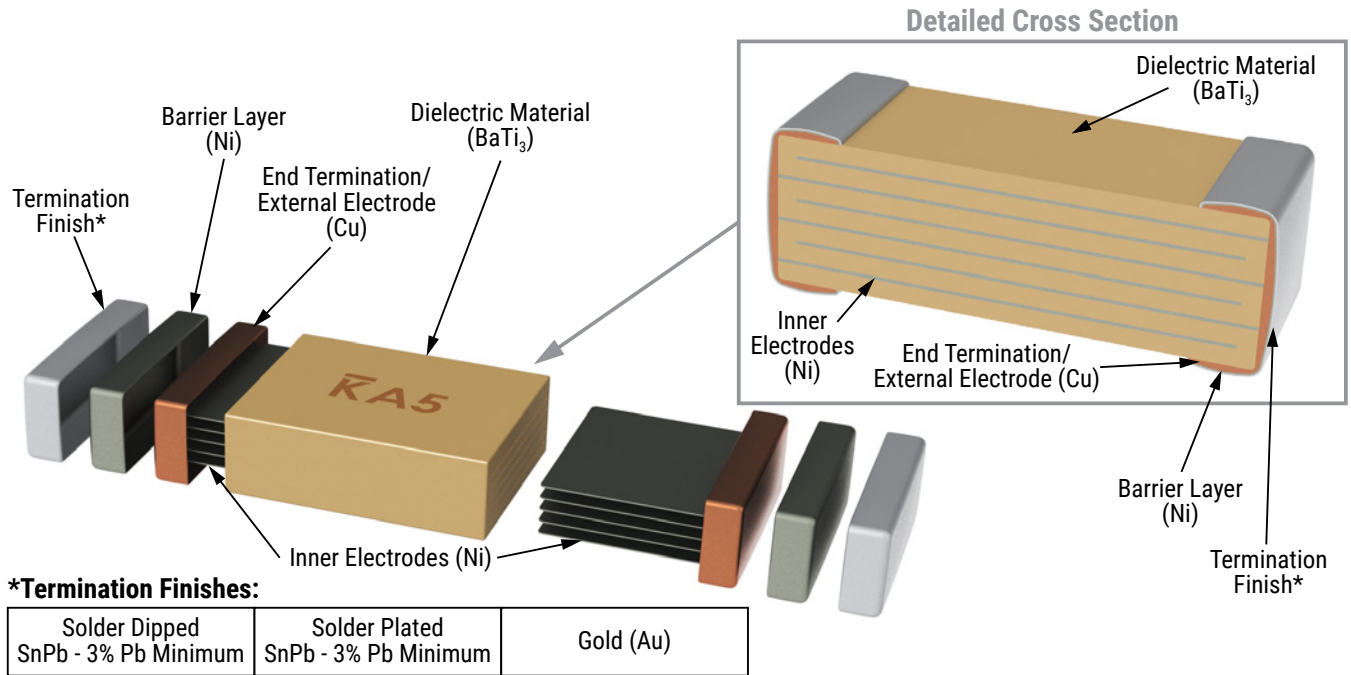 Detailed Cross Section
Dielectric Material
(BaTi₃)
Inner
Electrodes
(Ni)
End Termination/
External Electrode (Cu)
Barrier Layer
(Ni)
Termination
Finish*
Termination
Finish*
Barrier Layer
(Ni)
End Termination/
External Electrode
(Cu)
Dielectric Material
(BaTi₃)
K̅A5
Inner Electrodes (Ni)
*Termination Finishes:
Solder Dipped
SnPb - 3% Pb Minimum
Solder Plated
SnPb - 3% Pb Minimum
Gold (Au)